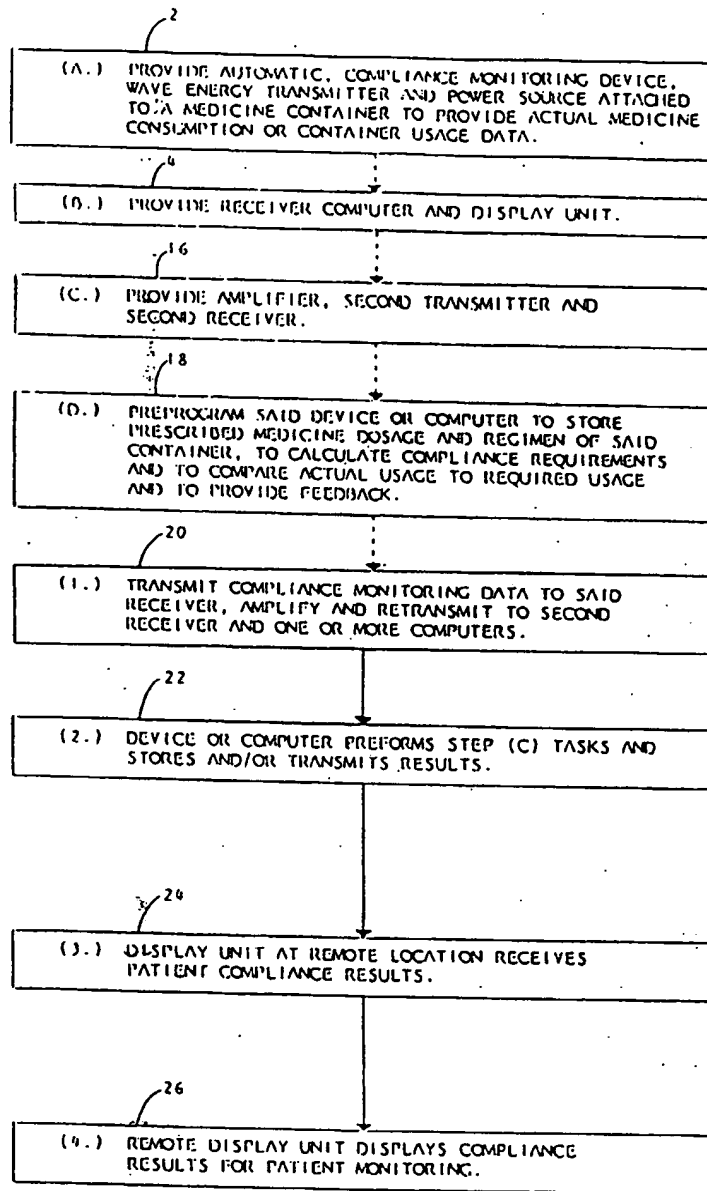 2
(A.) PROVIDE AUTOMATIC, COMPLIANCE MONITORING DEVICE,
WAVE ENERGY TRANSMITTER AND POWER SOURCE ATTACHED
TO A MEDICINE CONTAINER TO PROVIDE ACTUAL MEDICINE
CONSUMPTION OR CONTAINER USAGE DATA.
4
(B.) PROVIDE RECEIVER COMPUTER AND DISPLAY UNIT.
16
(C.) PROVIDE AMPLIFIER, SECOND TRANSMITTER AND
SECOND RECEIVER.
18
(D.) PREPROGRAM SAID DEVICE OR COMPUTER TO STORE
PRESCRIBED MEDICINE DOSAGE AND REGIMEN OF SAID
CONTAINER, TO CALCULATE COMPLIANCE REQUIREMENTS
AND TO COMPARE ACTUAL USAGE TO REQUIRED USAGE
AND TO PROVIDE FEEDBACK.
20
(1.) TRANSMIT COMPLIANCE MONITORING DATA TO SAID
RECEIVER, AMPLIFY AND RETRANSMIT TO SECOND
RECEIVER AND ONE OR MORE COMPUTERS.
22
(2.) DEVICE OR COMPUTER PREFORMS STEP (C) TASKS AND
STORES AND/OR TRANSMITS RESULTS.
24
(3.) DISPLAY UNIT AT REMOTE LOCATION RECEIVES
PATIENT COMPLIANCE RESULTS.
26
(4.) REMOTE DISPLAY UNIT DISPLAYS COMPLIANCE
RESULTS FOR PATIENT MONITORING.